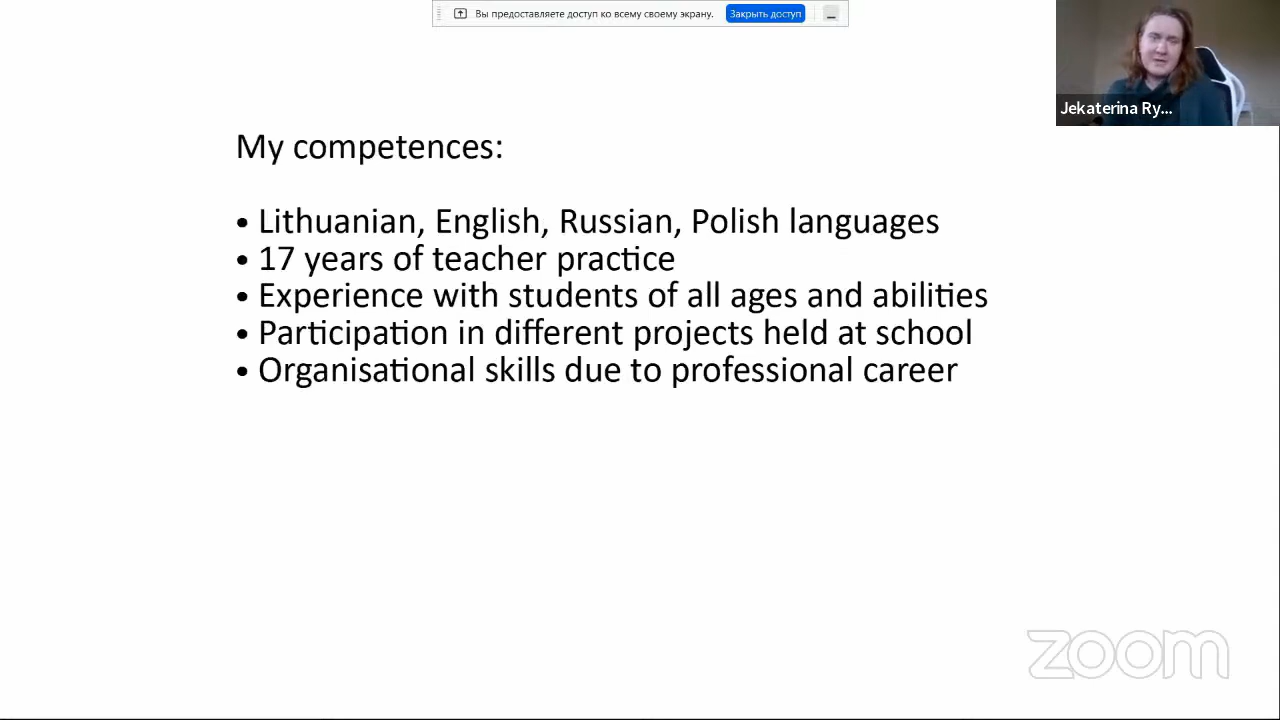 Вы предоставляете доступ ко всему своему экрану. Закрыть доступ
Jekaterina Ry...
My competences:
• Lithuanian, English, Russian, Polish languages
• 17 years of teacher practice
• Experience with students of all ages and abilities
• Participation in different projects held at school
• Organisational skills due to professional career
zoom